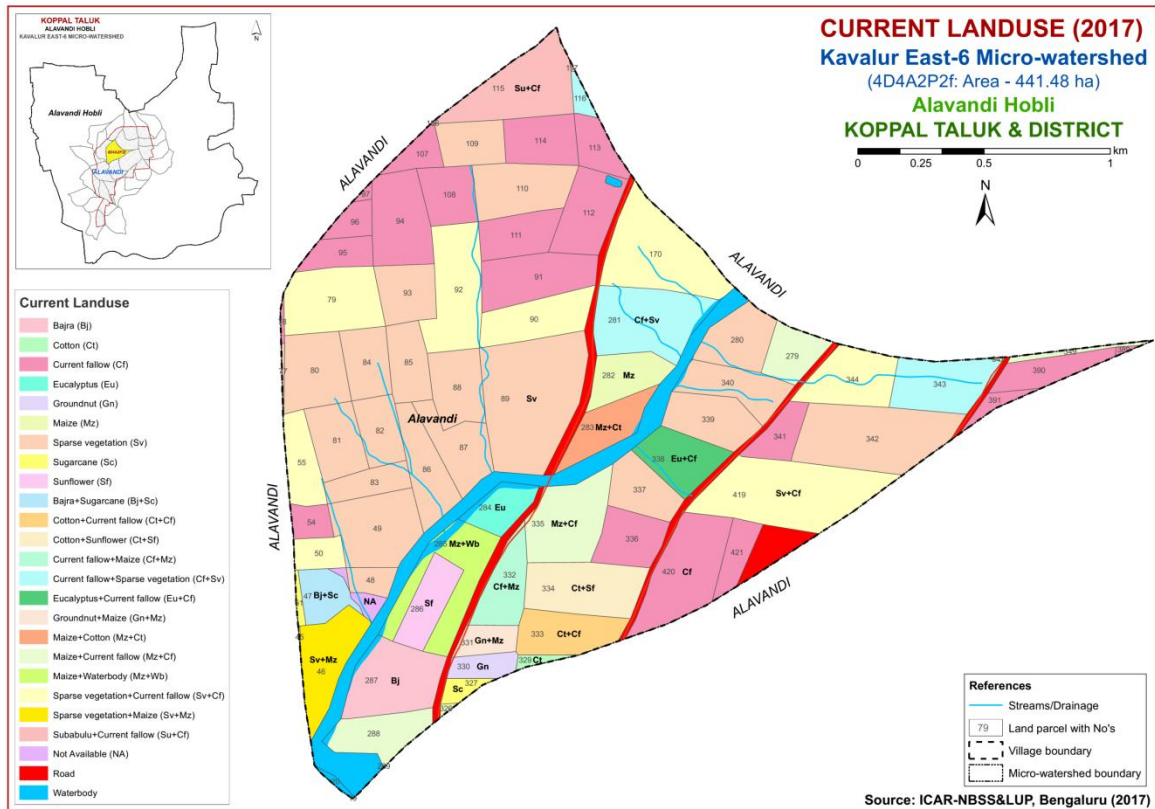 KOPPAL TALUK
ALAVANDI HOBLI
KAVALUR EAST-6 MICRO-WATERSHED
N
Alavandi Hobli
ALAVANDI
CURRENT LANDUSE (2017)
Kavalur East-6 Micro-watershed
(4D4A2P2f: Area - 441.48 ha)
Alavandi Hobli
KOPPAL TALUK & DISTRICT
0 0.25 0.5 1 km
N
ALAVANDI
ALAVANDI
ALAVANDI
ALAVANDI
115 Su+Cf
116
107
109
114
113
108
110
112
96
94
111
95
170
91
79
93
92
90
281 Cf+Sv
280
279
84
85
80
88
89 Sv
282 Mz
340
344
343
390
391
Alavandi
82
81
87
86
83
283 Mz+Ct
339
341
342
338 Eu+Cf
55
54
49
50
48
284 Eu
337
335 Mz+Cf
336
419 Sv+Cf
285 Mz+Wb
332
Cf+Mz
420 Cf
421
47 Bj+Sc
NA
286 Sf
334 Ct+Sf
333 Ct+Cf
Sv+Mz
46
331 Gn+Mz
330 Gn
329 Ct
287 Bj
327
Sc
288
Current Landuse
Bajra (Bj)
Cotton (Ct)
Current fallow (Cf)
Eucalyptus (Eu)
Groundnut (Gn)
Maize (Mz)
Sparse vegetation (Sv)
Sugarcane (Sc)
Sunflower (Sf)
Bajra+Sugarcane (Bj+Sc)
Cotton+Current fallow (Ct+Cf)
Cotton+Sunflower (Ct+Sf)
Current fallow+Maize (Cf+Mz)
Current fallow+Sparse vegetation (Cf+Sv)
Eucalyptus+Current fallow (Eu+Cf)
Groundnut+Maize (Gn+Mz)
Maize+Cotton (Mz+Ct)
Maize+Current fallow (Mz+Cf)
Maize+Waterbody (Mz+Wb)
Sparse vegetation+Current fallow (Sv+Cf)
Sparse vegetation+Maize (Sv+Mz)
Subabulu+Current fallow (Su+Cf)
Not Available (NA)
Road
Waterbody
References
Streams/Drainage
79 Land parcel with No's
Village boundary
Micro-watershed boundary
Source: ICAR-NBSS&LUP, Bengaluru (2017)